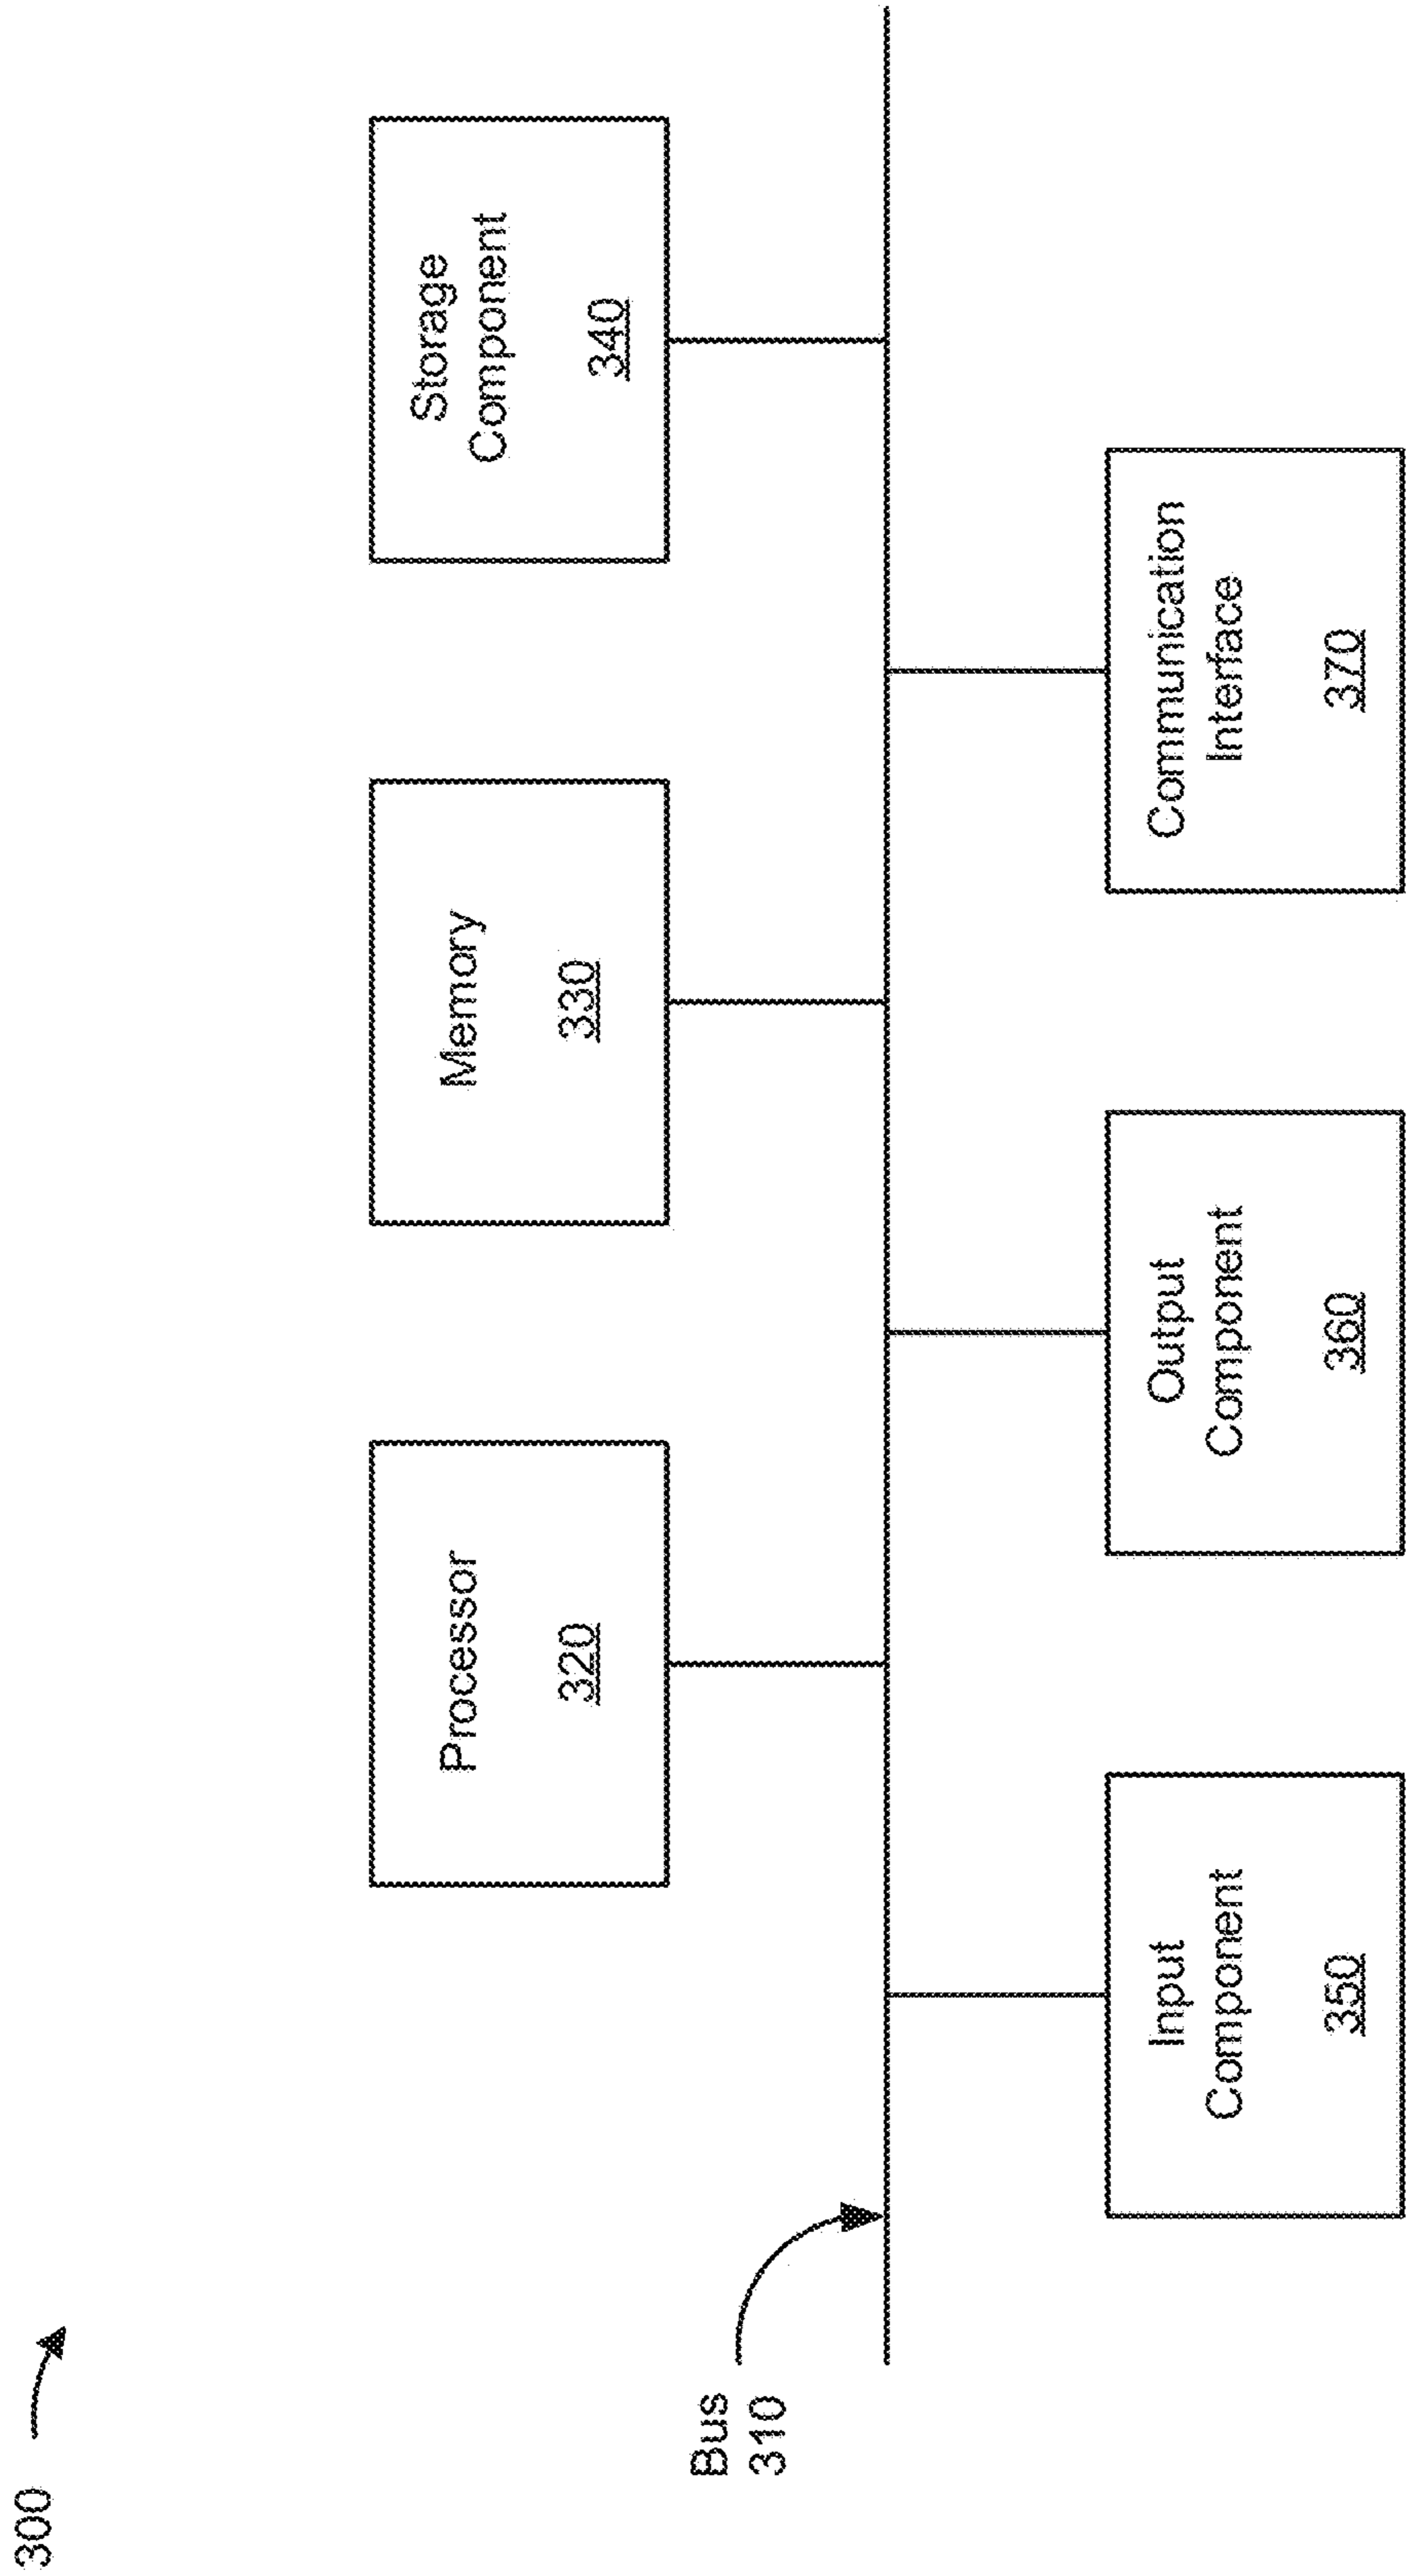 300
Bus
310
Processor
320
Memory
330
Storage
Component
340
Input
Component
350
Output
Component
360
Communication
Interface
370